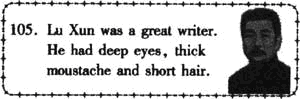 105. Lu Xun was a great writer.
He had deep eyes, thick
moustache and short hair.